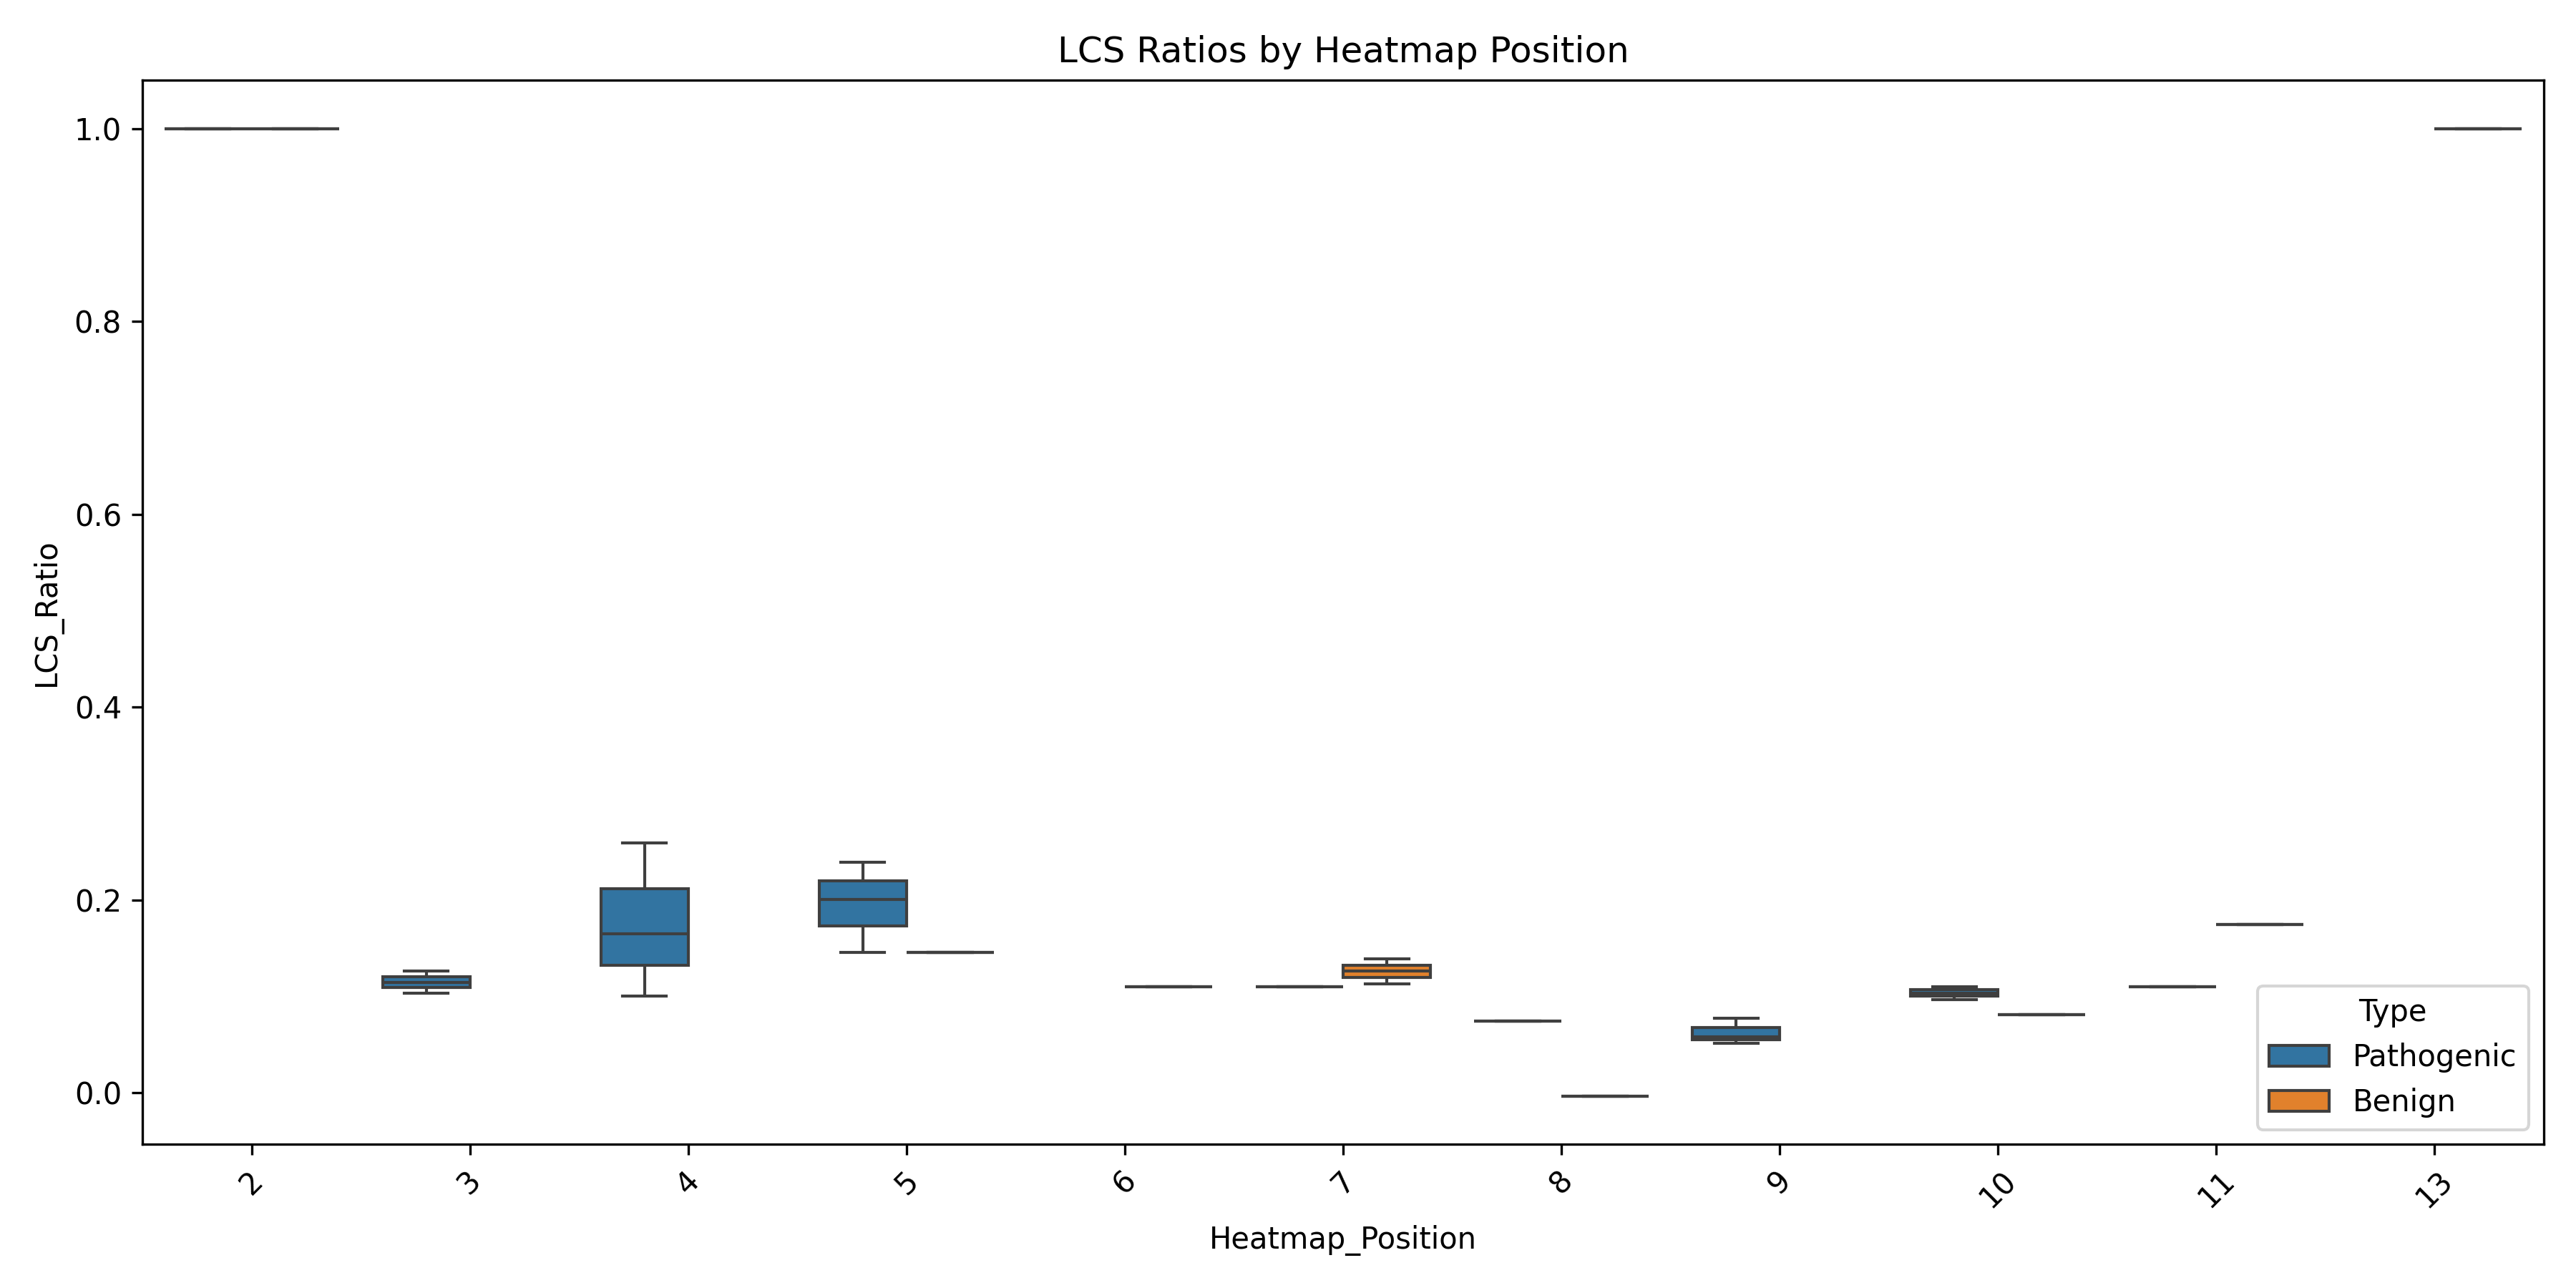 LCS Ratios by Heatmap Position
1.0
0.8
0.6
0.4
0.2
0.0
LCS_Ratio
2 3 4 5 6 7 8 9 10 11 13
Heatmap_Position
Type
Pathogenic
Benign